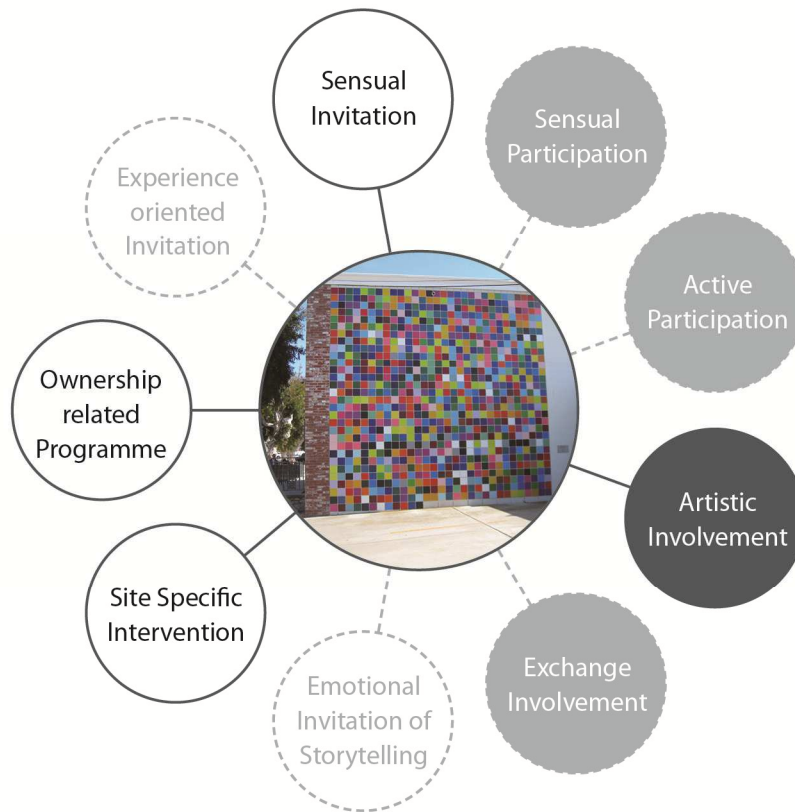 Sensual
Invitation
Sensual
Participation
Active
Participation
Artistic
Involvement
Exchange
Involvement
Emotional
Invitation of
Storytelling
Site Specific
Intervention
Ownership
related
Programme
Experience
oriented
Invitation